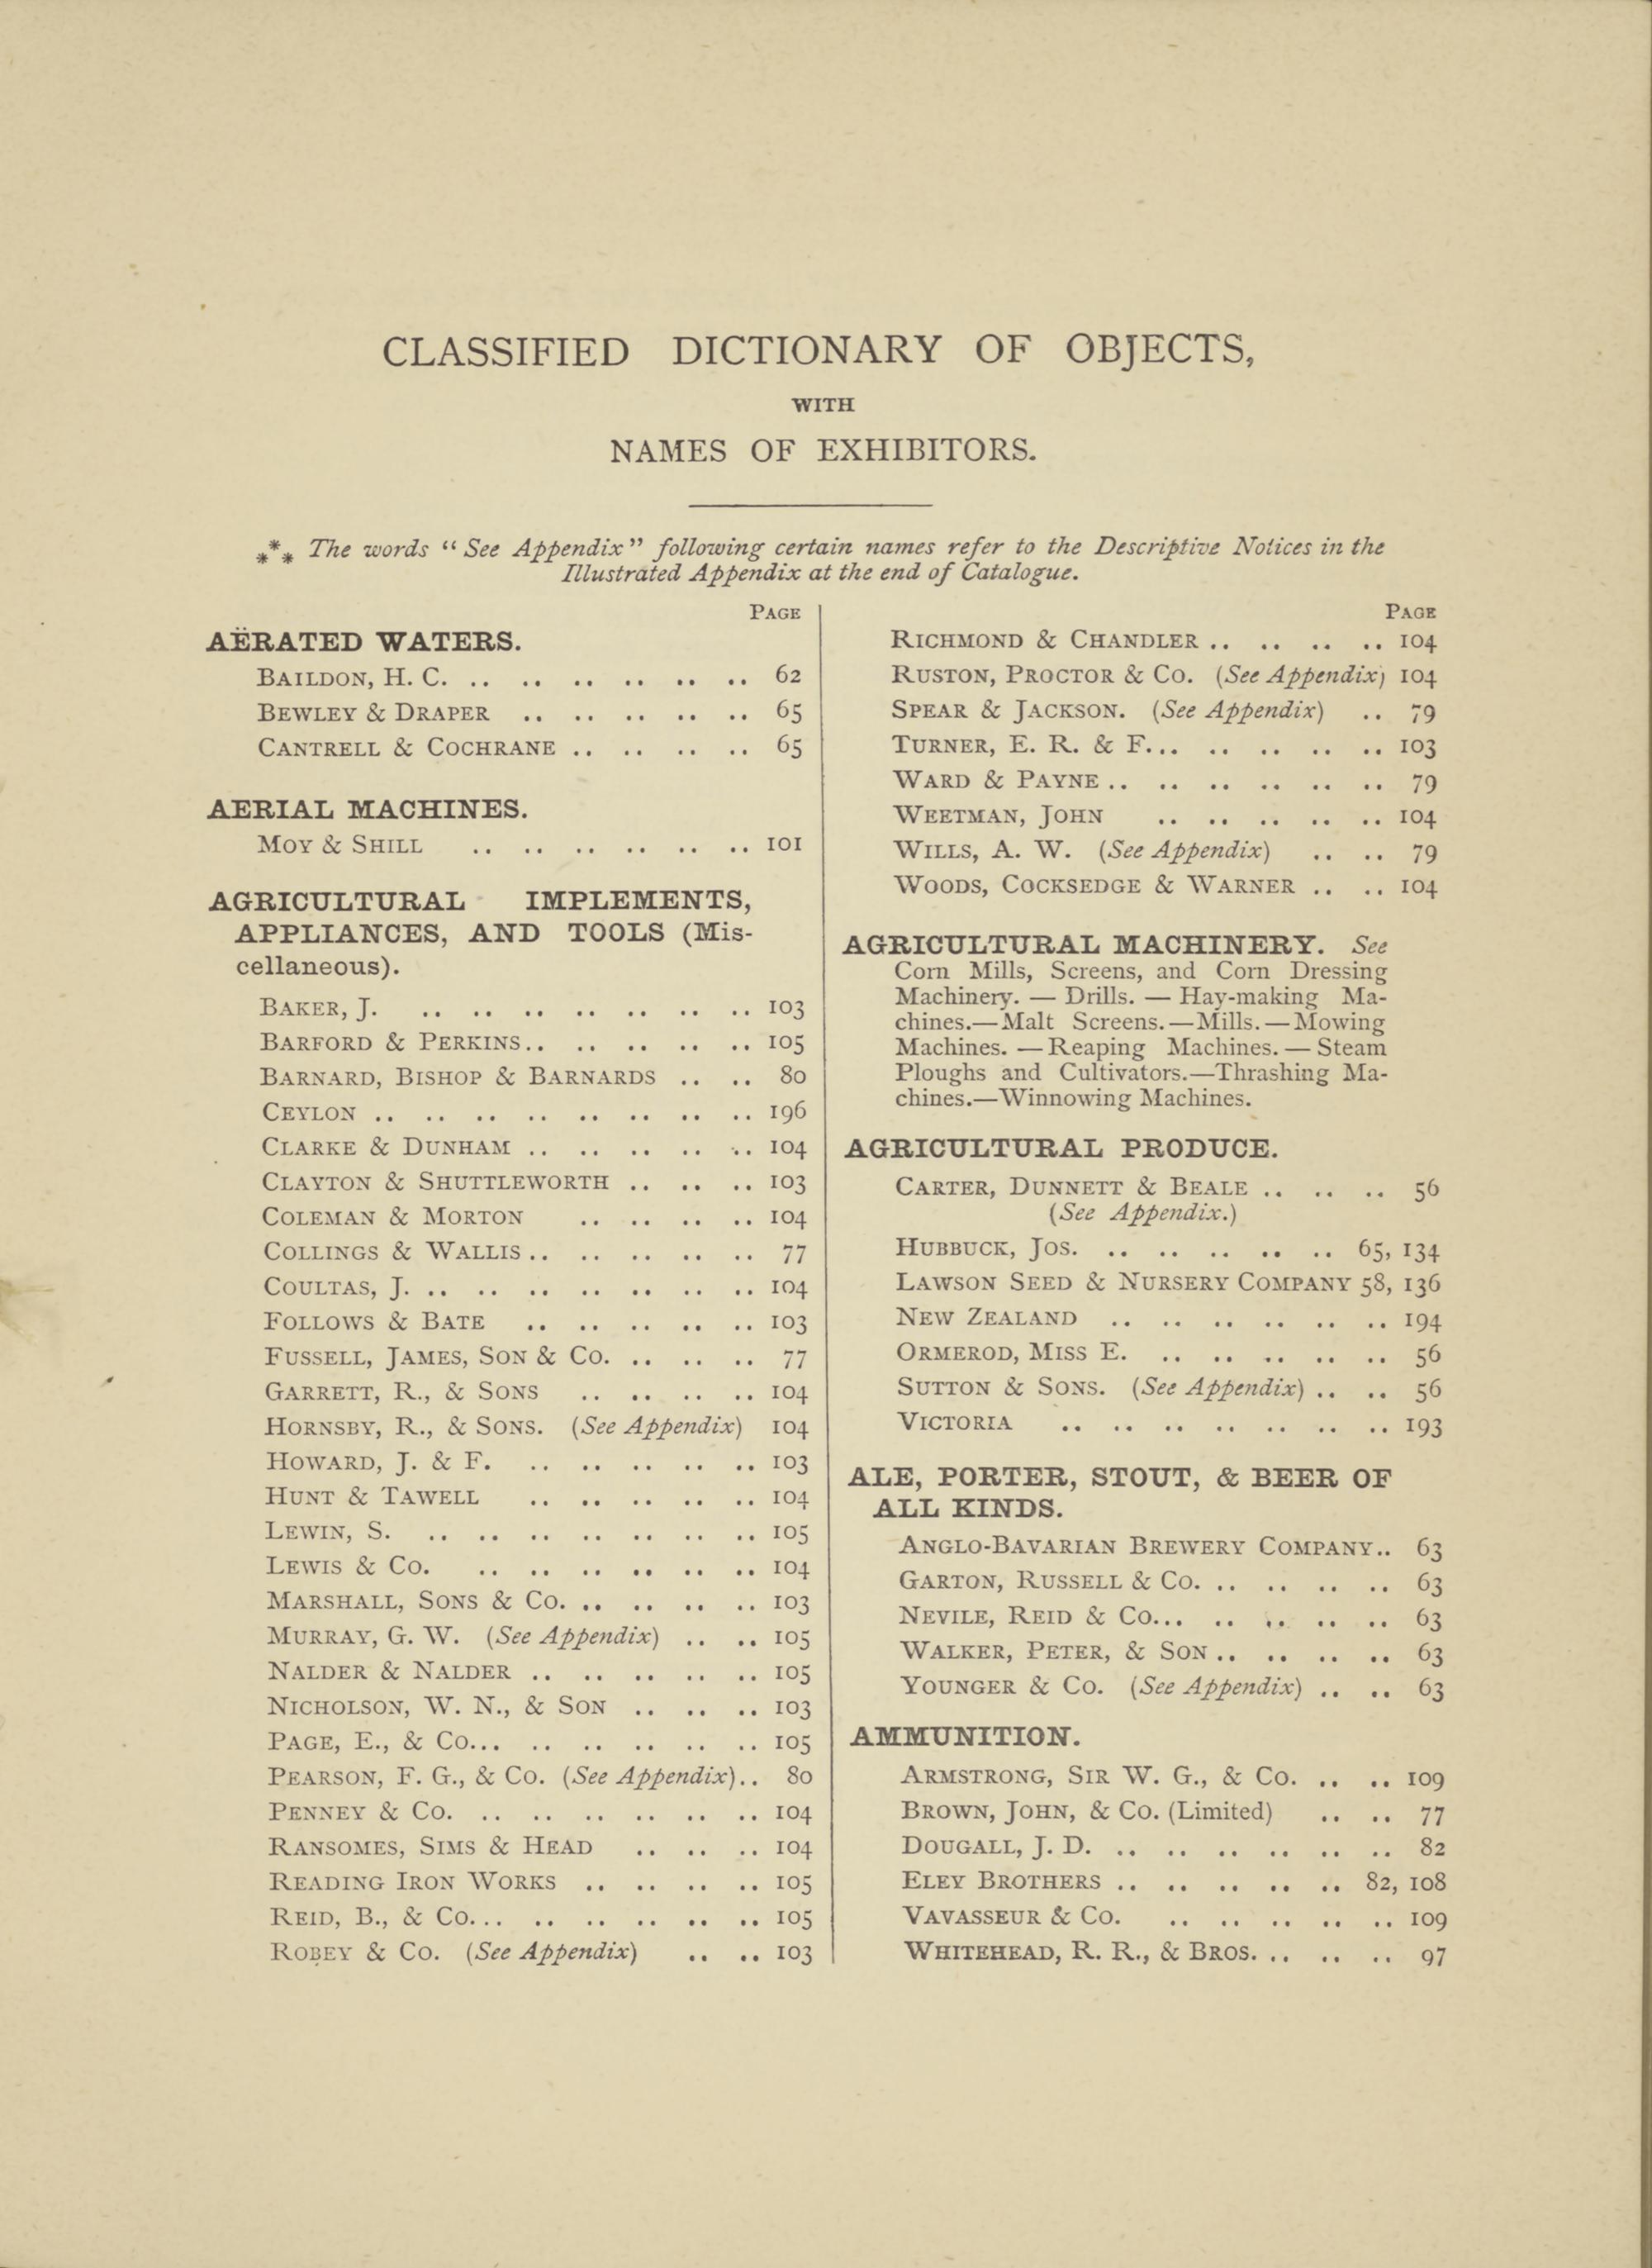 CLASSIFIED DICTIONARY OF OBJECTS,
WITH
NAMES OF EXHIBITORS.
*** The words “See Appendix” following certain names refer to the Descriptive Notices in the
Illustrated Appendix at the end of Catalogue.
PAGE
AËRATED WATERS.
BAILDON, H. C. .. .. .. .. .. .. 62
BEWLEY & DRAPER .. .. .. .. .. 65
CANTRELL & COCHRANE .. .. .. .. 65
AERIAL MACHINES.
MOY & SHILL .. .. .. .. .. .. 101
AGRICULTURAL IMPLEMENTS,
APPLIANCES, AND TOOLS (Mis-
cellaneous).
BAKER, J. .. .. .. .. .. .. .. 103
BARFORD & PERKINS.. .. .. .. .. 105
BARNARD, BISHOP & BARNARDS .. .. 80
CEYLON .. .. .. .. .. .. .. .. 196
CLARKE & DUNHAM .. .. .. .. .. 104
CLAYTON & SHUTTLEWORTH .. .. .. 103
COLEMAN & MORTON .. .. .. .. 104
COLLINGS & WALLIS.. .. .. .. .. 77
COULTAS, J. .. .. .. .. .. .. .. 104
FOLLOWS & BATE .. .. .. .. .. 103
FUSSELL, JAMES, SON & CO. .. .. .. 77
GARRETT, R., & SONS .. .. .. .. 104
HORNSBY, R., & SONS. (See Appendix) 104
HOWARD, J. & F. .. .. .. .. .. 103
HUNT & TAWELL .. .. .. .. .. 104
LEWIN, S. .. .. .. .. .. .. .. 105
LEWIS & CO. .. .. .. .. .. .. 104
MARSHALL, SONS & CO. .. .. .. .. 103
MURRAY, G. W. (See Appendix) .. .. 105
NALDER & NALDER .. .. .. .. .. 105
NICHOLSON, W. N., & SON .. .. .. 103
PAGE, E., & CO... .. .. .. .. .. 105
PEARSON, F. G., & CO. (See Appendix).. 80
PENNEY & CO. .. .. .. .. .. .. 104
RANSOMES, SIMS & HEAD .. .. .. 104
READING IRON WORKS .. .. .. .. 105
REID, B., & CO... .. .. .. .. .. 105
ROBEY & CO. (See Appendix) .. .. 103
PAGE
RICHMOND & CHANDLER .. .. .. .. 104
RUSTON, PROCTOR & CO. (See Appendix) 104
SPEAR & JACKSON. (See Appendix) .. 79
TURNER, E. R. & F... .. .. .. .. 103
WARD & PAYNE .. .. .. .. .. .. 79
WEETMAN, JOHN .. .. .. .. .. 104
WILLS, A. W. (See Appendix) .. .. 79
WOODS, COCKSEDGE & WARNER .. .. 104
AGRICULTURAL MACHINERY. See
Corn Mills, Screens, and Corn Dressing
Machinery. — Drills. — Hay-making Ma-
chines.—Malt Screens.—Mills.—Mowing
Machines. — Reaping Machines. — Steam
Ploughs and Cultivators.—Thrashing Ma-
chines.—Winnowing Machines.
AGRICULTURAL PRODUCE.
CARTER, DUNNETT & BEALE .. .. .. 56
(See Appendix.)
HUBBUCK, JOS. .. .. .. .. .. 65, 134
LAWSON SEED & NURSERY COMPANY 58, 136
NEW ZEALAND .. .. .. .. .. .. 194
ORMEROD, MISS E. .. .. .. .. .. 56
SUTTON & SONS. (See Appendix) .. .. 56
VICTORIA .. .. .. .. .. .. .. 193
ALE, PORTER, STOUT, & BEER OF
ALL KINDS.
ANGLO-BAVARIAN BREWERY COMPANY.. 63
GARTON, RUSSELL & CO. .. .. .. .. 63
NEVILE, REID & CO... .. .. .. .. 63
WALKER, PETER, & SON .. .. .. .. 63
YOUNGER & CO. (See Appendix) .. .. 63
AMMUNITION.
ARMSTRONG, SIR W. G., & CO. .. .. 109
BROWN, JOHN, & CO. (Limited) .. .. 77
DOUGALL, J. D. .. .. .. .. .. .. 82
ELEY BROTHERS .. .. .. .. .. 82, 108
VAVASSEUR & CO. .. .. .. .. .. 109
WHITEHEAD, R. R., & BROS. .. .. .. 97